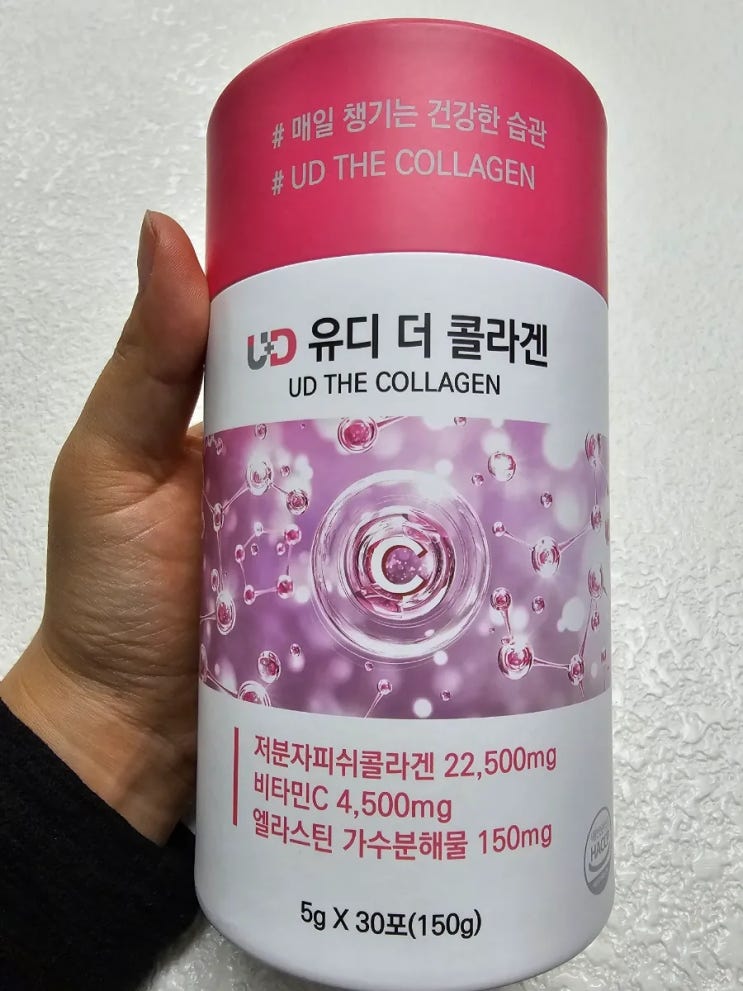 # 매일 챙기는 건강한 습관
# UD THE COLLAGEN
UD 유디 더 콜라겐
UD THE COLLAGEN
C
저분자피쉬콜라겐 22,500mg
비타민C 4,500mg
엘라스틴 가수분해물 150mg
HACCP
5g X 30포(150g)